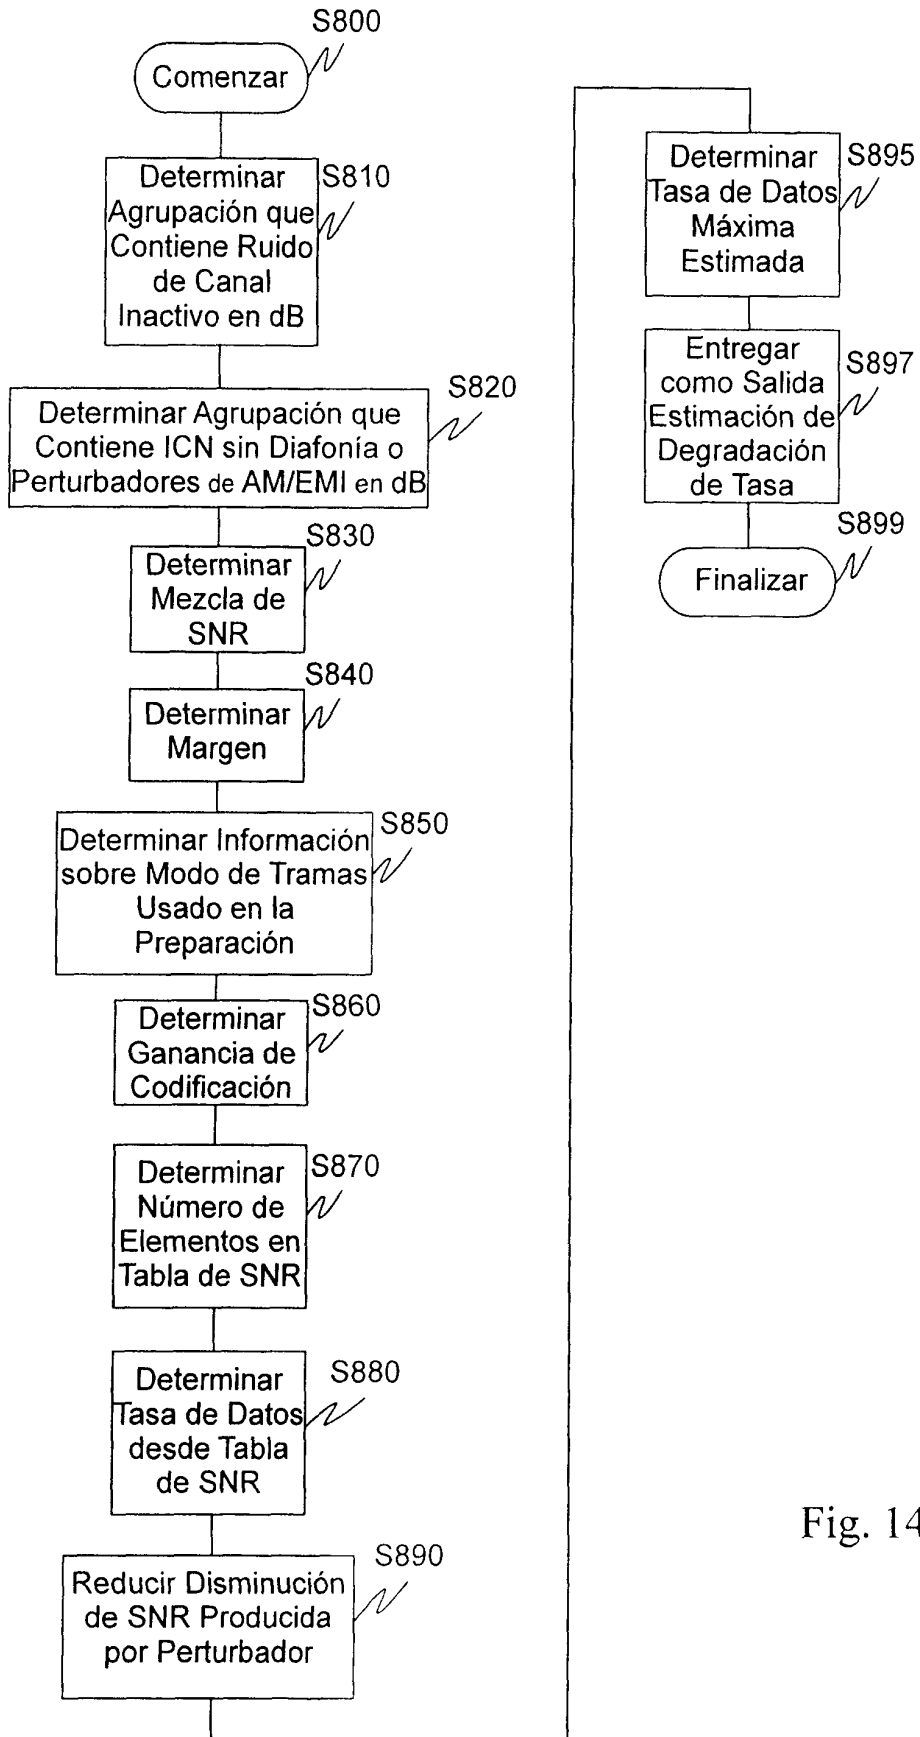 S800
Comenzar
S810
Determinar
Agrupación que
Contiene Ruido
de Canal
Inactivo en dB
S820
Determinar Agrupación que
Contiene ICN sin Diafonía o
Perturbadores de AM/EMI en dB
S830
Determinar
Mezcla de
SNR
S840
Determinar
Margen
S850
Determinar Información
sobre Modo de Tramas
Usado en la
Preparación
S860
Determinar
Ganancia de
Codificación
S870
Determinar
Número de
Elementos en
Tabla de SNR
S880
Determinar
Tasa de Datos
desde Tabla
de SNR
S890
Reducir Disminución
de SNR Producida
por Perturbador
S895
Determinar
Tasa de Datos
Máxima
Estimada
S897
Entregar
como Salida
Estimación de
Degradación
de Tasa
S899
Finalizar
Fig. 14